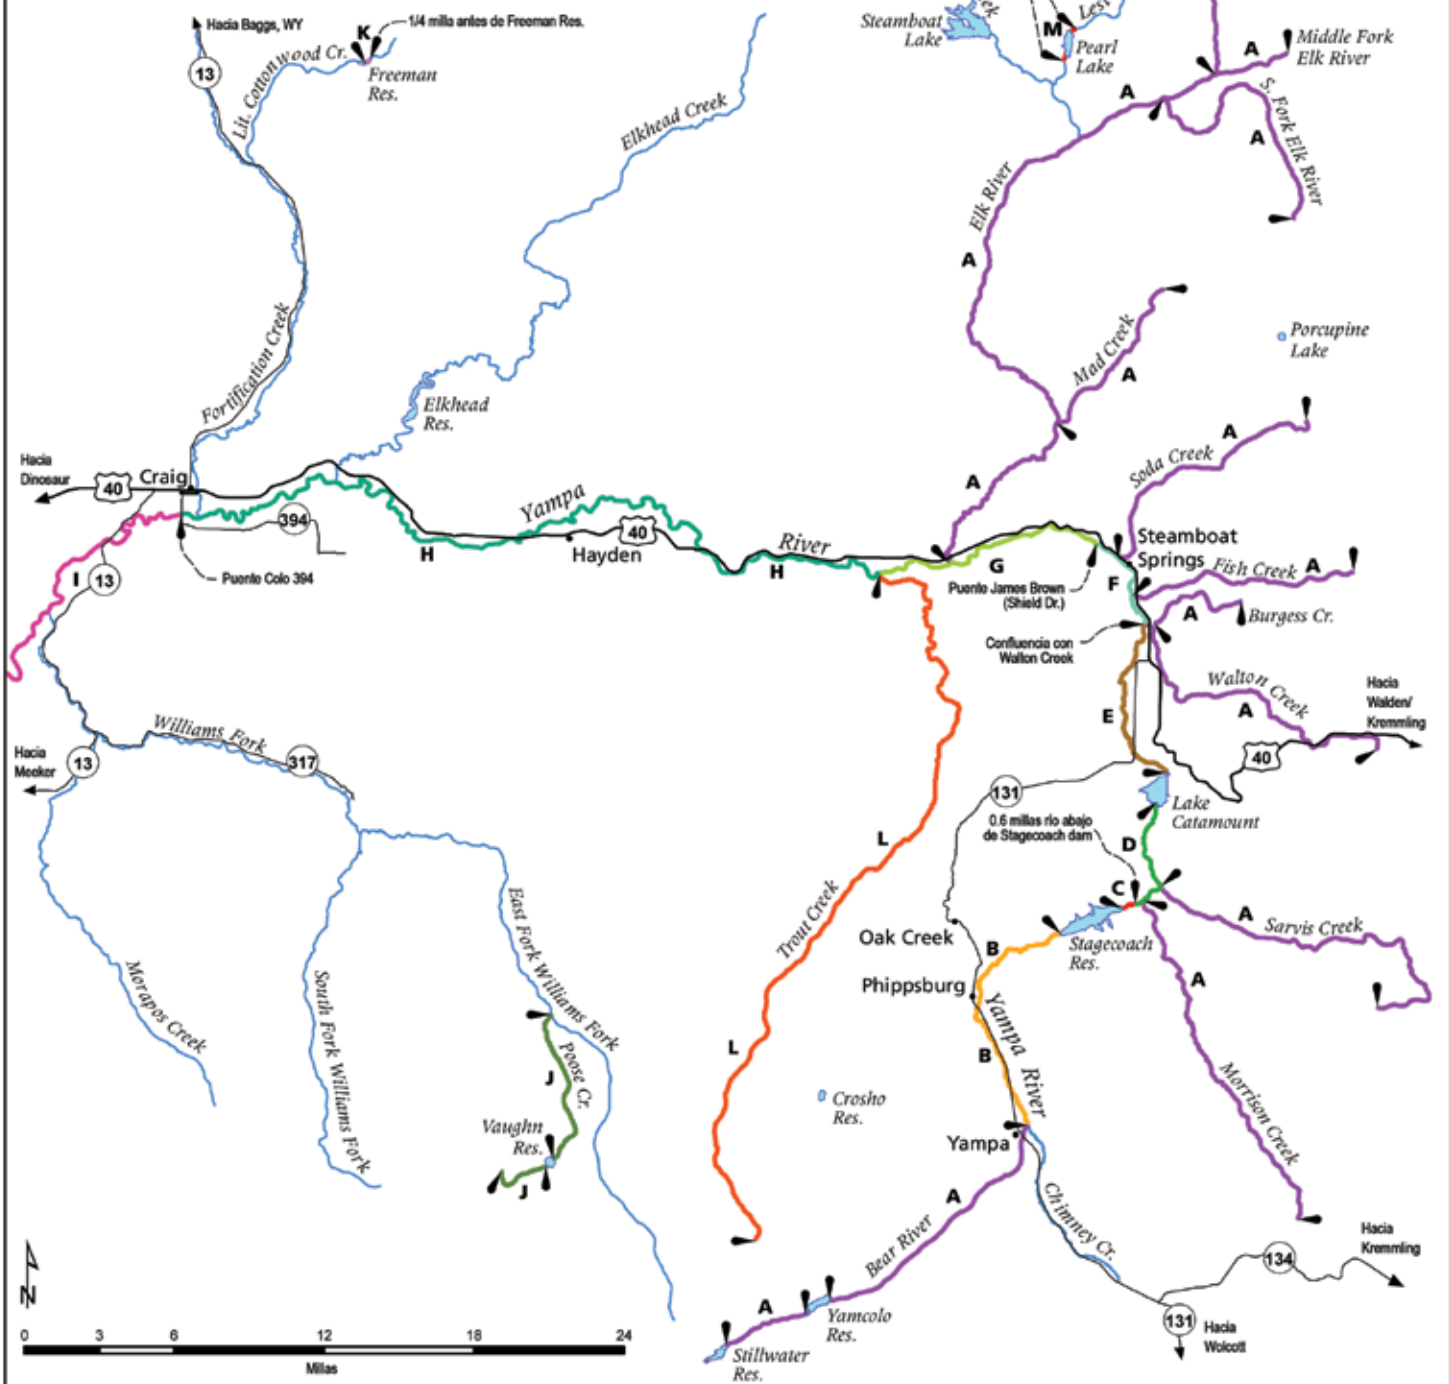 Hacia Baggs, WY
K
1/4 milla antes de Freeman Res.
13
Lit. Cottonwood Cr.
Freeman
Res.
Elkhead Creek
Steamboat
Lake
M
Pearl
Lake
A
Middle Fork
Elk River
A
S. Fork Elk River
A
Elk River
A
Mad Creek
A
Porcupine
Lake
Fortification Creek
Elkhead
Res.
A
Soda Creek
A
Hacia
Dinosaur
40
Craig
394
Yampa
H
Hayden
40
River
H
G
Steamboat
Springs
Fish Creek
A
I
13
Puente Colo 394
Puente James Brown
(Shield Dr.)
F
A
Burgess Cr.
Confluencia con
Walton Creek
Walton Creek
A
Hacia
Walden/
Kremmling
E
40
Williams Fork
317
Hacia
Meeker
13
131
Lake
Catamount
0.6 millas río abajo
de Stagecoach dam
D
L
C
Trout Creek
East Fork Williams Fork
Oak Creek
B
Stagecoach
Res.
A
Sarvis Creek
Phippsburg
A
Morapos Creek
South Fork Williams Fork
L
Yampa River
B
Poose Cr.
J
Crosho
Res.
Morrison Creek
Vaughn
Res.
J
Yampa
A
Chimney Cr.
Bear River
Hacia
Kremmling
134
A
Yamcolo
Res.
131
Hacia
Wolcott
Stillwater
Res.
N
0 3 6 12 18 24
Millas